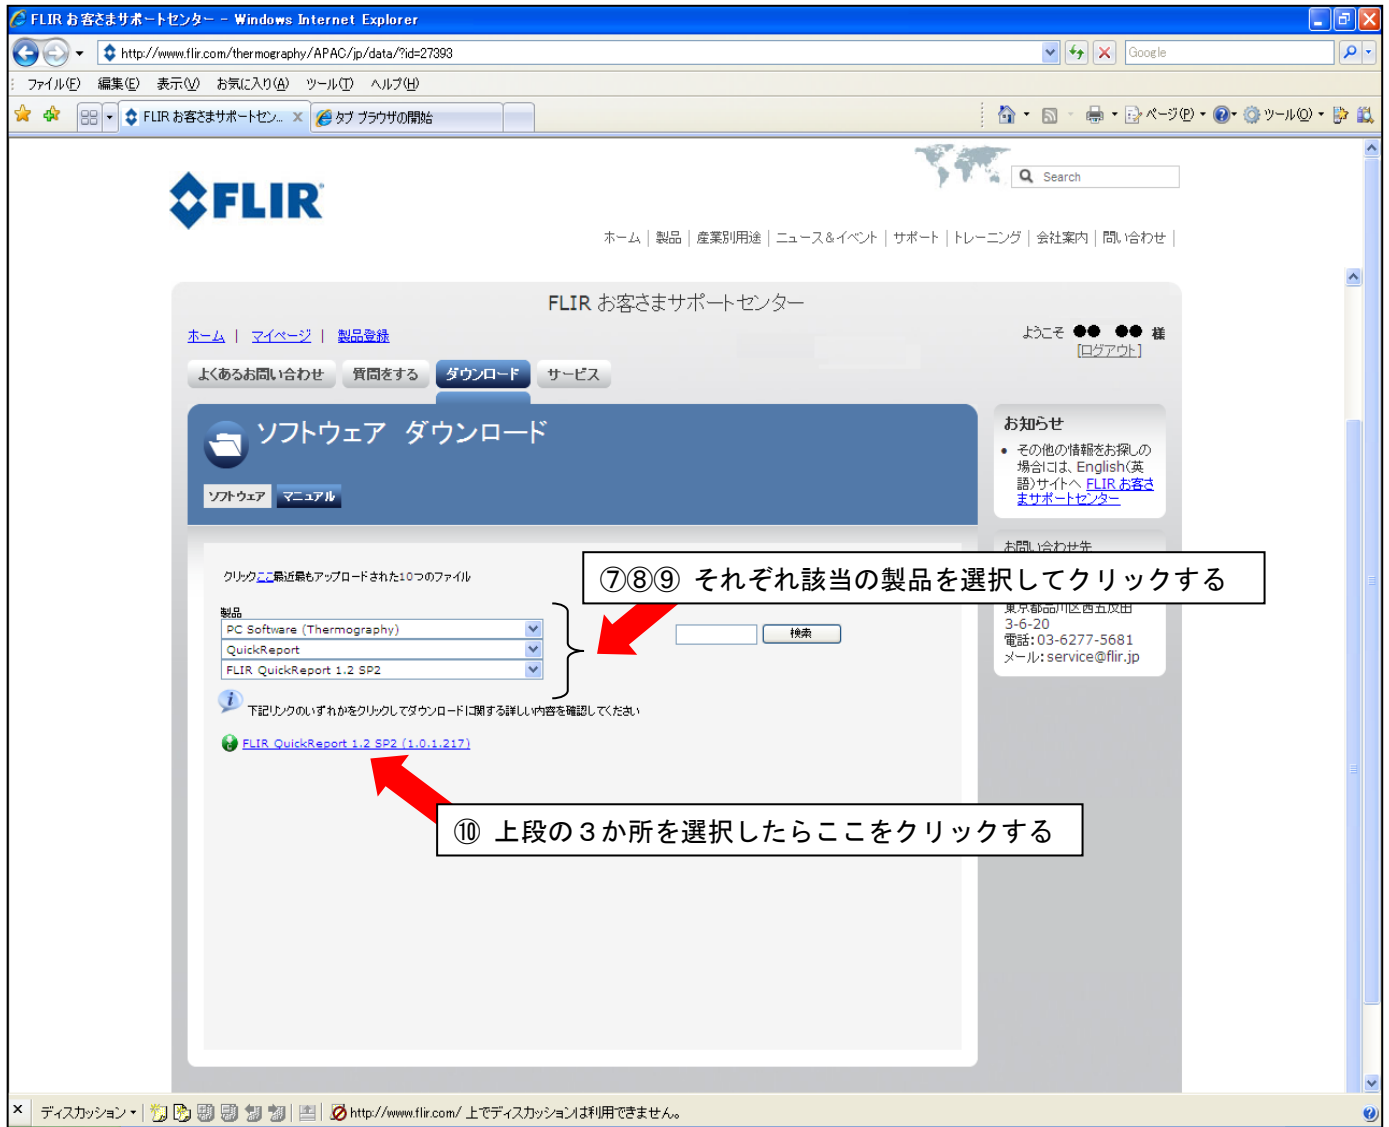 FLIR お客さまサポートセンター - Windows Internet Explorer
http://www.flir.com/thermography/APAC/jp/data/?id=27393
Google
ファイル(F) 編集(E) 表示(V) お気に入り(A) ツール(T) ヘルプ(H)
FLIR お客さまサポートセン... タブ ブラウザの開始
ページ(P) ツール(O)
Search
FLIR
ホーム | 製品 | 産業別用途 | ニュース&イベント | サポート | トレーニング | 会社案内 | 問い合わせ |
FLIR お客さまサポートセンター
ホーム | マイページ | 製品登録
ようこそ ●● ●● 様
[ログアウト]
よくあるお問い合わせ 質問をする ダウンロード サービス
ソフトウェア ダウンロード
ソフトウェア マニュアル
お知らせ
• その他の情報をお探しの
場合には、English(英
語)サイトへ FLIR お客さ
まサポートセンター
お問い合わせ先
⑦⑧⑨ それぞれ該当の製品を選択してクリックする
クリックここ最近最もアップロードされた10つのファイル
製品
PC Software (Thermography)
QuickReport
FLIR QuickReport 1.2 SP2
検索
東京都品川区西五反田
3-6-20
電話:03-6277-5681
メール:service@flir.jp
下記リンクのいずれかをクリックしてダウンロードに関する詳しい内容を確認してください
FLIR QuickReport 1.2 SP2 (1.0.1.217)
⑩ 上段の3か所を選択したらここをクリックする
ディスカッション
http://www.flir.com/ 上でディスカッションは利用できません。